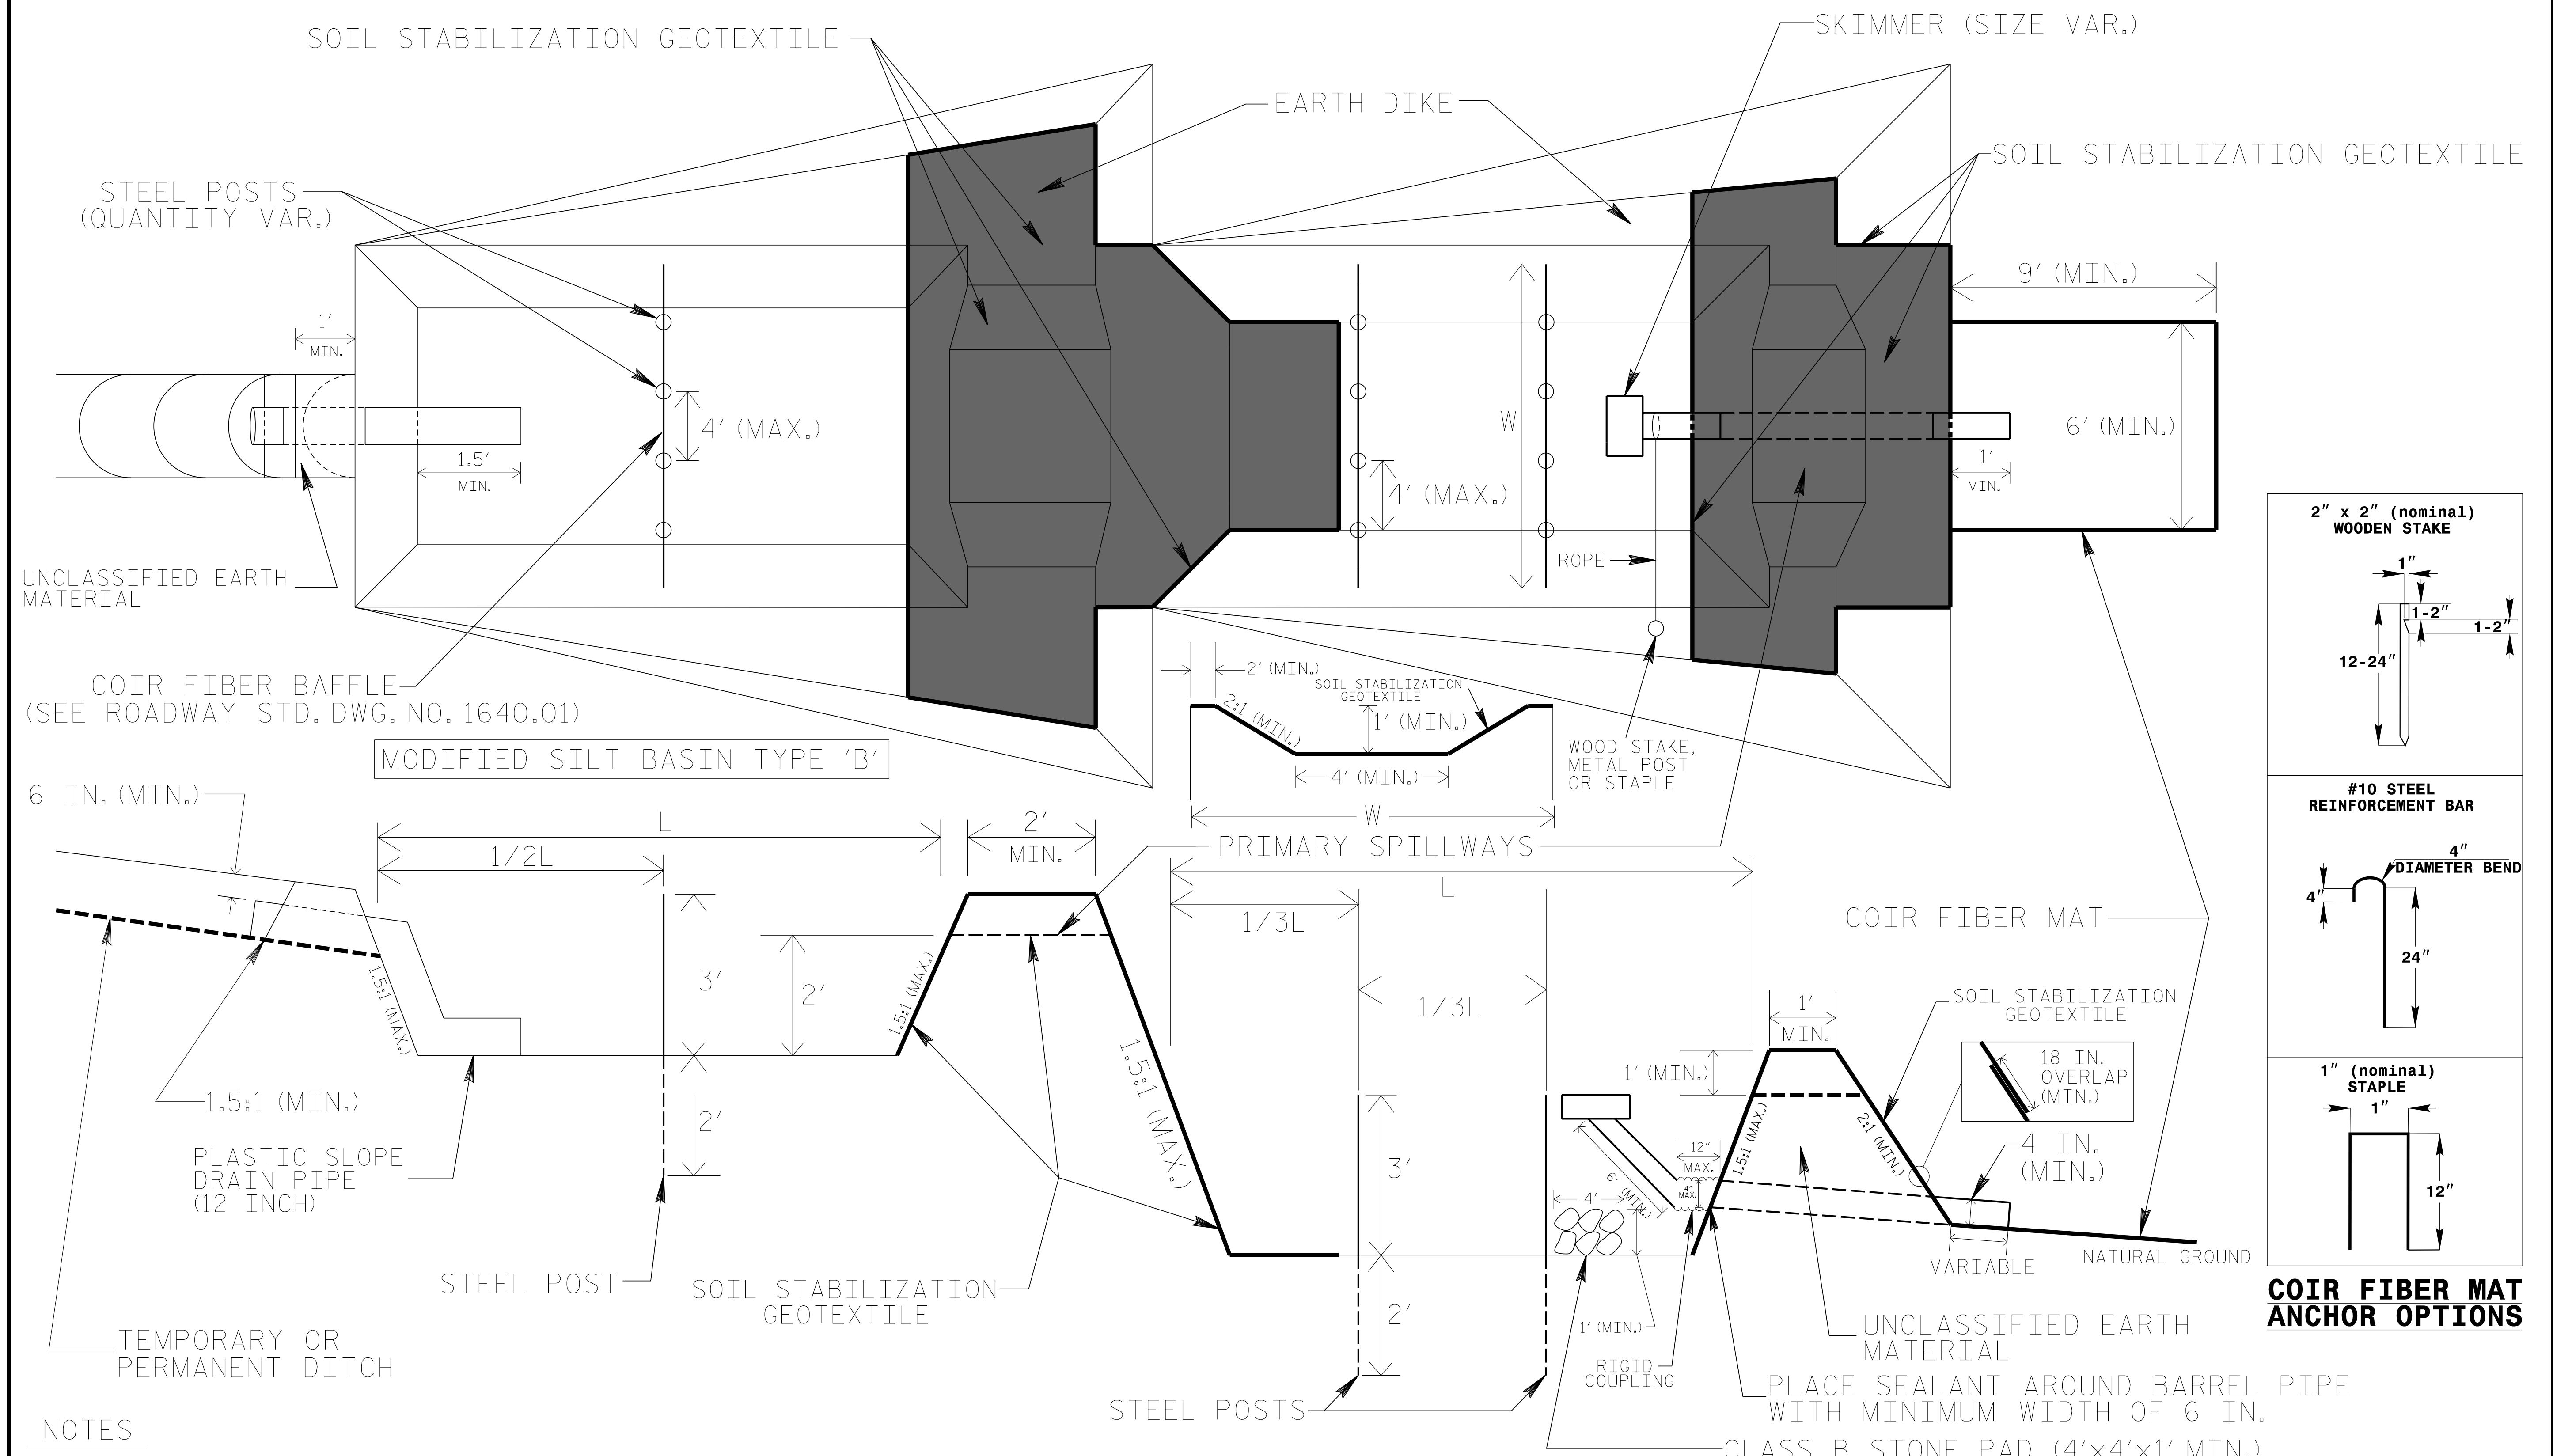 SOIL STABILIZATION GEOTEXTILE
SKIMMER (SIZE VAR.)
EARTH DIKE
SOIL STABILIZATION GEOTEXTILE
STEEL POSTS
(QUANTITY VAR.)
1'
MIN.
9' (MIN.)
4' (MAX.)
W
6' (MIN.)
1.5'
MIN.
4' (MAX.)
1'
MIN.
ROPE
UNCLASSIFIED EARTH
MATERIAL
COIR FIBER BAFFLE
(SEE ROADWAY STD. DWG. NO. 1640.01)
MODIFIED SILT BASIN TYPE 'B'
2' (MIN.)
SOIL STABILIZATION
GEOTEXTILE
2:1 (MIN.)
1' (MIN.)
4' (MIN.)
W
WOOD STAKE,
METAL POST
OR STAPLE
2" x 2" (nominal)
WOODEN STAKE
1"
1-2"
1-2"
12-24"
#10 STEEL
REINFORCEMENT BAR
4"
DIAMETER BEND
4"
24"
1" (nominal)
STAPLE
1"
12"
COIR FIBER MAT
ANCHOR OPTIONS
6 IN. (MIN.)
L
1/2L
2'
MIN.
PRIMARY SPILLWAYS
L
1/3L
1/3L
COIR FIBER MAT
1.5:1 (MAX.)
3'
2'
2'
1.5:1 (MAX.)
1.5:1 (MAX.)
1.5:1 (MIN.)
PLASTIC SLOPE
DRAIN PIPE
(12 INCH)
STEEL POST
SOIL STABILIZATION
GEOTEXTILE
TEMPORARY OR
PERMANENT DITCH
3'
2'
STEEL POSTS
1'
MIN.
1' (MIN.)
SOIL STABILIZATION
GEOTEXTILE
18 IN.
OVERLAP
(MIN.)
12"
MAX.
4"
MAX.
6' (MIN.)
4'
1.5:1 (MAX.)
2:1 (MIN.)
4 IN.
(MIN.)
VARIABLE
NATURAL GROUND
1' (MIN.)
RIGID
COUPLING
UNCLASSIFIED EARTH
MATERIAL
PLACE SEALANT AROUND BARREL PIPE
WITH MINIMUM WIDTH OF 6 IN.
CLASS B STONE PAD (4'x4'x1' MIN.)
NOTES